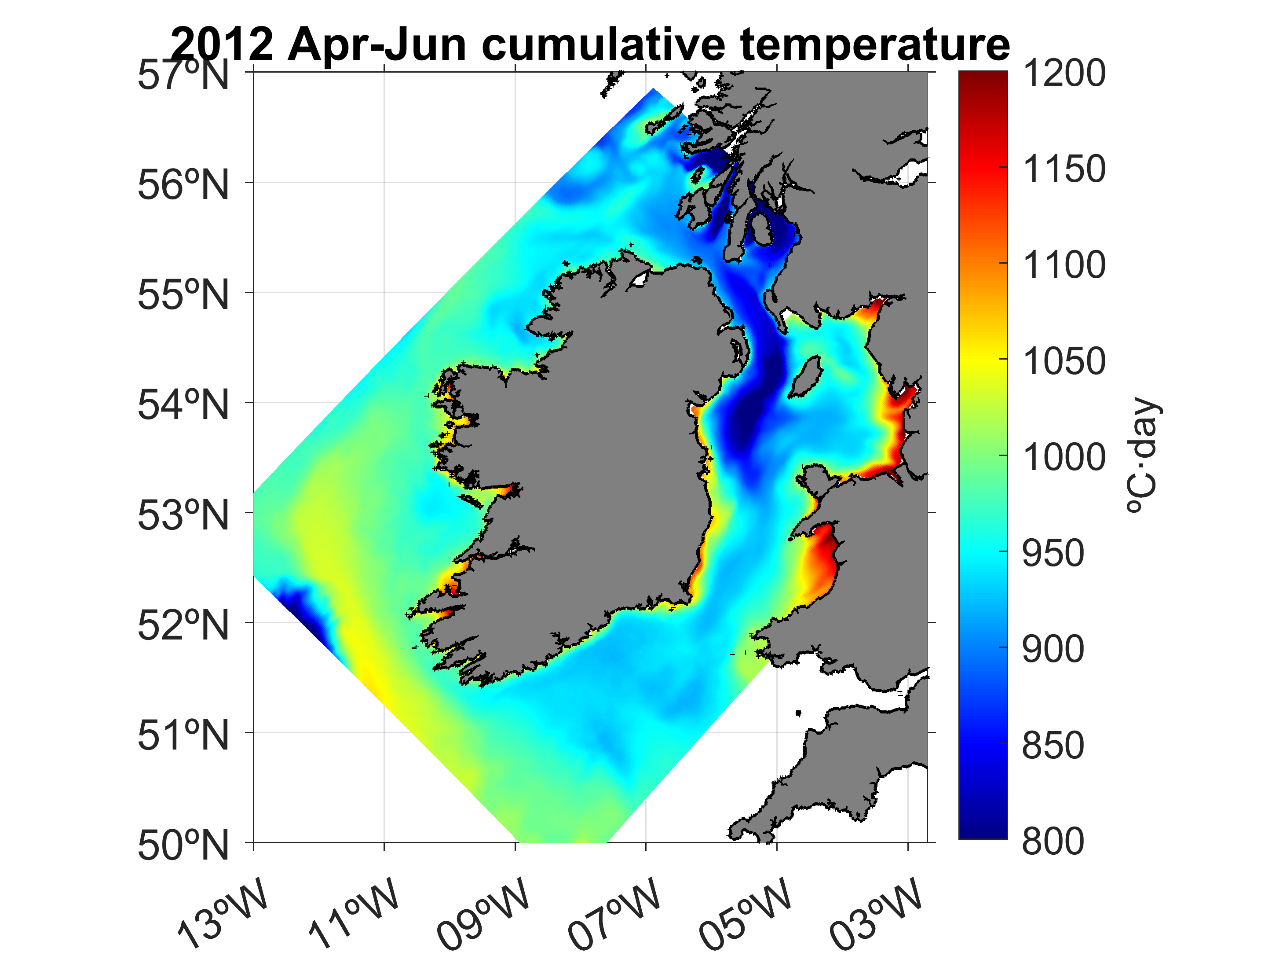 2012 Apr-Jun cumulative temperature
57ºN
56ºN
55ºN
54ºN
53ºN
52ºN
51ºN
50ºN
13ºW
11ºW
09ºW
07ºW
05ºW
03ºW
1200
1150
1100
1050
1000
950
900
850
800
ºC·day